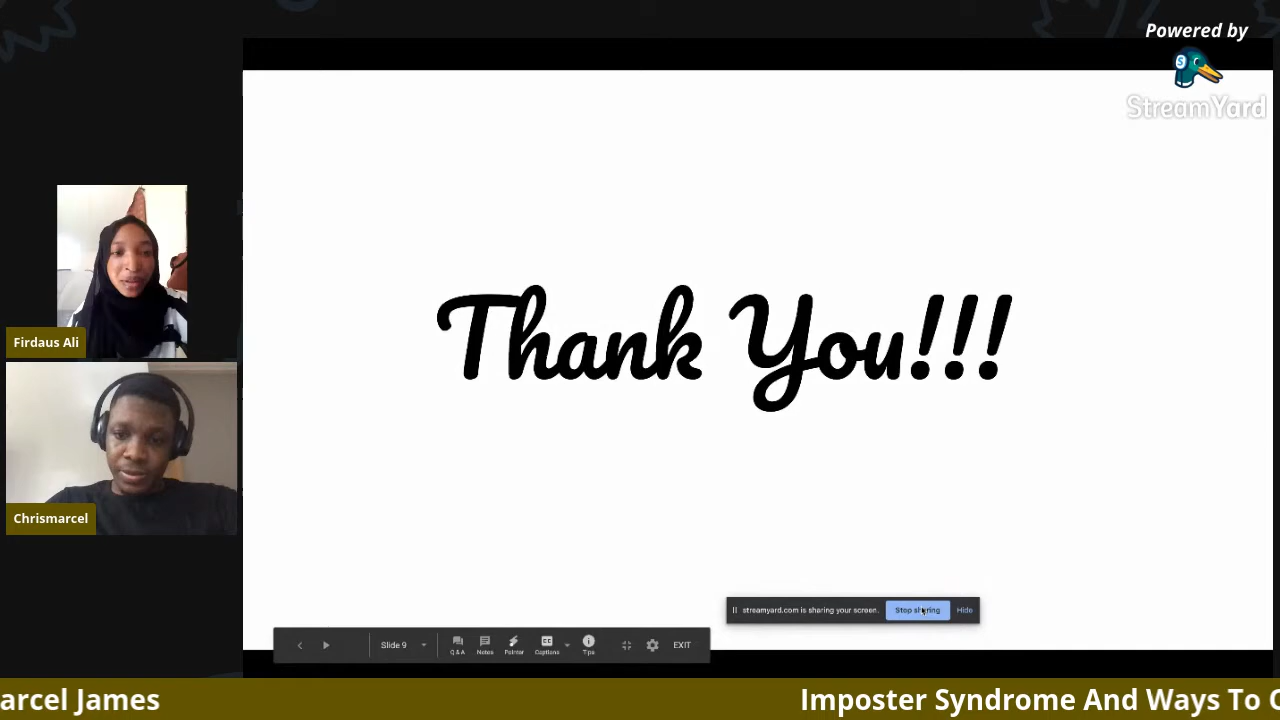 Powered by
StreamYard
Firdaus Ali
Chrismarcel
Thank You!!!
streamyard.com is sharing your screen.
Stop sharing
Hide
Slide 9
Q & A
Notes
Pointer
Captions
Tips
EXIT
arcel James
Imposter Syndrome And Ways To